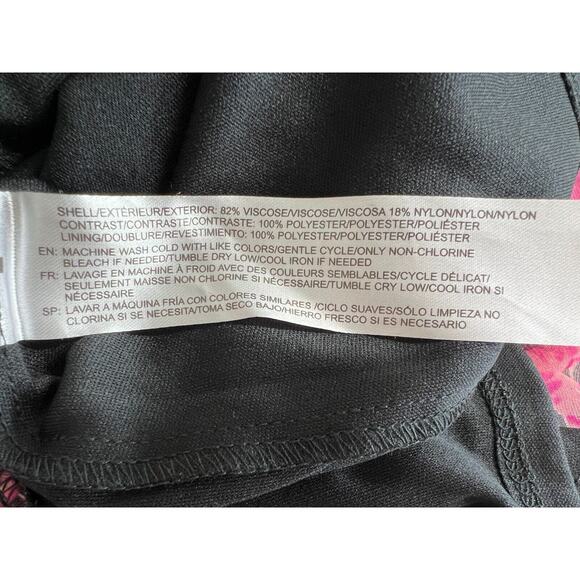 SHELL/EXTÉRIEUR/EXTERIOR: 82% VISCOSE/VISCOSE/VISCOSA 18% NYLON/NYLON/NYLON
CONTRAST/CONTRASTE/CONTRASTE: 100% POLYESTER/POLYESTER/POLIÉSTER
LINING/DOUBLURE/REVESTIMIENTO: 100% POLYESTER/POLYESTER/POLIÉSTER
EN: MACHINE WASH COLD WITH LIKE COLORS/GENTLE CYCLE/ONLY NON-CHLORINE
BLEACH IF NEEDED/TUMBLE DRY LOW/COOL IRON IF NEEDED
FR: LAVAGE EN MACHINE À FROID AVEC DES COULEURS SEMBLABLES/CYCLE DÉLICAT/
SEULEMENT MAISSE NON CHLORINE SI NECESSAIRE/TUMBLE CRY LOW/COOL IRON SI
NÉCESSAIRE
SP: LAVAR A MÁQUINA FRÍA CON COLORES SIMILARES /CICLO SUAVES/SÓLO LIMPIEZA NO
CLORINA SI SE NECESITA/TOMA SECO BAJO/HIERRO FRESCO SI ES NECESARIO